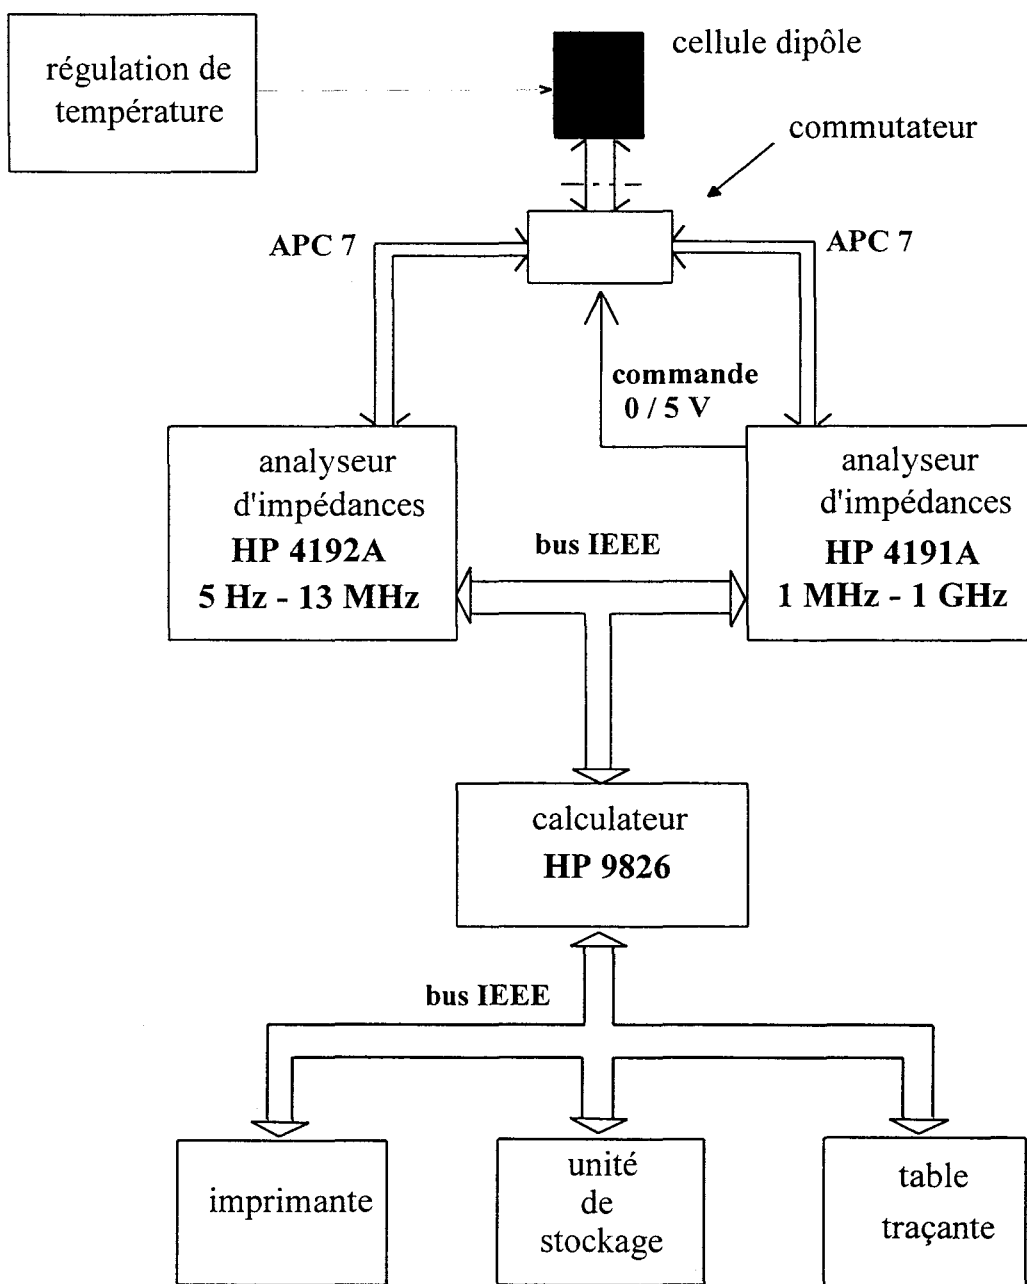 régulation de
température
cellule dipôle
commutateur
APC 7
APC 7
commande
0 / 5 V
analyseur
d'impédances
HP 4192A
5 Hz - 13 MHz
analyseur
d'impédances
HP 4191A
1 MHz - 1 GHz
bus IEEE
calculateur
HP 9826
bus IEEE
imprimante
unité
de
stockage
table
traçante